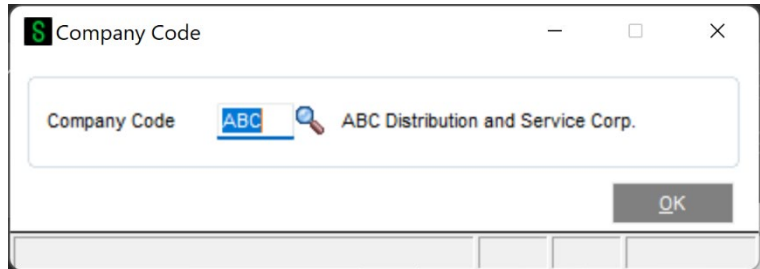 S Company Code
Company Code ABC ABC Distribution and Service Corp.
OK